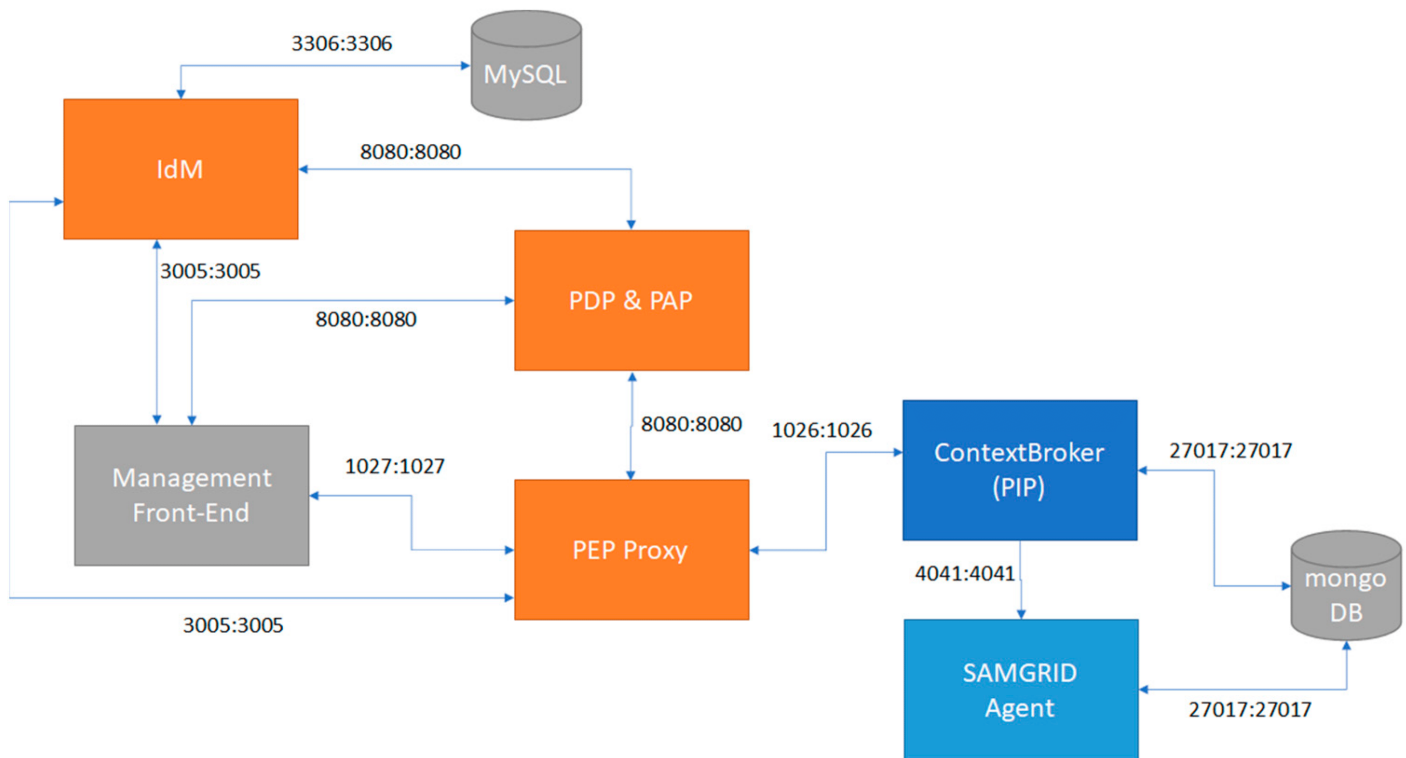 3306:3306
MySQL
IdM
8080:8080
3005:3005
8080:8080
PDP & PAP
8080:8080
Management
Front-End
1027:1027
PEP Proxy
3005:3005
1026:1026
ContextBroker
(PIP)
27017:27017
4041:4041
mongo
DB
SAMGRID
Agent
27017:27017